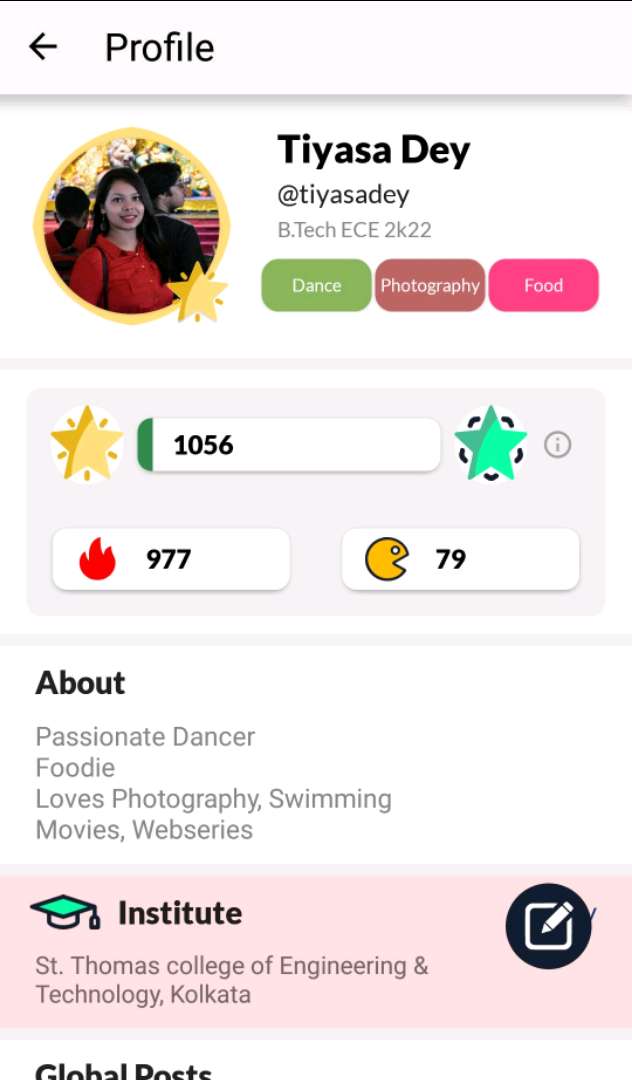 Profile
Tiyasa Dey
@tiyasadey
B.Tech ECE 2k22
Dance Photography Food
1056
977 79
About
Passionate Dancer
Foodie
Loves Photography, Swimming
Movies, Webseries
Institute
St. Thomas college of Engineering &
Technology, Kolkata
Global Posts